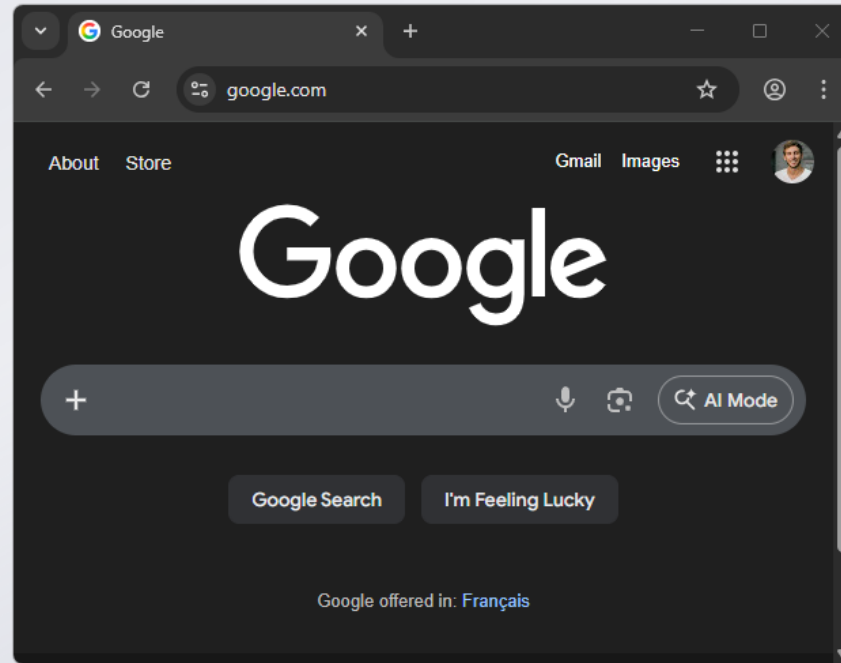 Google
google.com
About Store Gmail Images
Google
AI Mode
Google Search I'm Feeling Lucky
Google offered in: Français